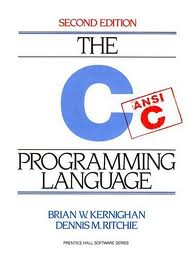 SECOND EDITION
THE
C
ANSI
C
PROGRAMMING
LANGUAGE
BRIAN W. KERNIGHAN
DENNIS M. RITCHIE
PRENTICE HALL SOFTWARE SERIES